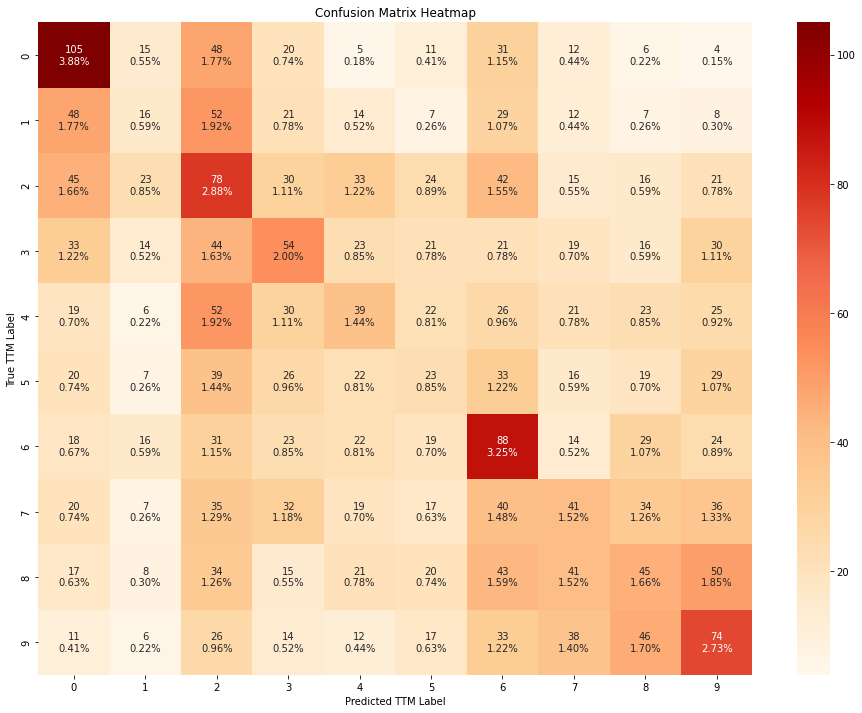 Confusion Matrix Heatmap
True TTM Label
0 105 15 48 20 5 11 31 12 6 4
3.88% 0.55% 1.77% 0.74% 0.18% 0.41% 1.15% 0.44% 0.22% 0.15%
1 48 16 52 21 14 7 29 12 7 8
1.77% 0.59% 1.92% 0.78% 0.52% 0.26% 1.07% 0.44% 0.26% 0.30%
2 45 23 78 30 33 24 42 15 16 21
1.66% 0.85% 2.88% 1.11% 1.22% 0.89% 1.55% 0.55% 0.59% 0.78%
3 33 14 44 54 23 21 21 19 16 30
1.22% 0.52% 1.63% 2.00% 0.85% 0.78% 0.78% 0.70% 0.59% 1.11%
4 19 6 52 30 39 22 26 21 23 25
0.70% 0.22% 1.92% 1.11% 1.44% 0.81% 0.96% 0.78% 0.85% 0.92%
5 20 7 39 26 22 23 33 16 19 29
0.74% 0.26% 1.44% 0.96% 0.81% 0.85% 1.22% 0.59% 0.70% 1.07%
6 18 16 31 23 22 19 88 14 29 24
0.67% 0.59% 1.15% 0.85% 0.81% 0.70% 3.25% 0.52% 1.07% 0.89%
7 20 7 35 32 19 17 40 41 34 36
0.74% 0.26% 1.29% 1.18% 0.70% 0.63% 1.48% 1.52% 1.26% 1.33%
8 17 8 34 15 21 20 43 41 45 50
0.63% 0.30% 1.26% 0.55% 0.78% 0.74% 1.59% 1.52% 1.66% 1.85%
9 11 6 26 14 12 17 33 38 46 74
0.41% 0.22% 0.96% 0.52% 0.44% 0.63% 1.22% 1.40% 1.70% 2.73%
0 1 2 3 4 5 6 7 8 9
Predicted TTM Label
100
80
60
40
20